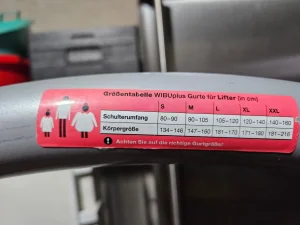 Größentabelle WIBUplus Gurte für Lifter (in cm)
S M L XL XXL
Schulterumfang 80–90 90–105 105–120 120–140 140–160
Körpergröße 134–146 147–160 161–170 171–180 181–216
! Achten Sie auf die richtige Gurtgröße!